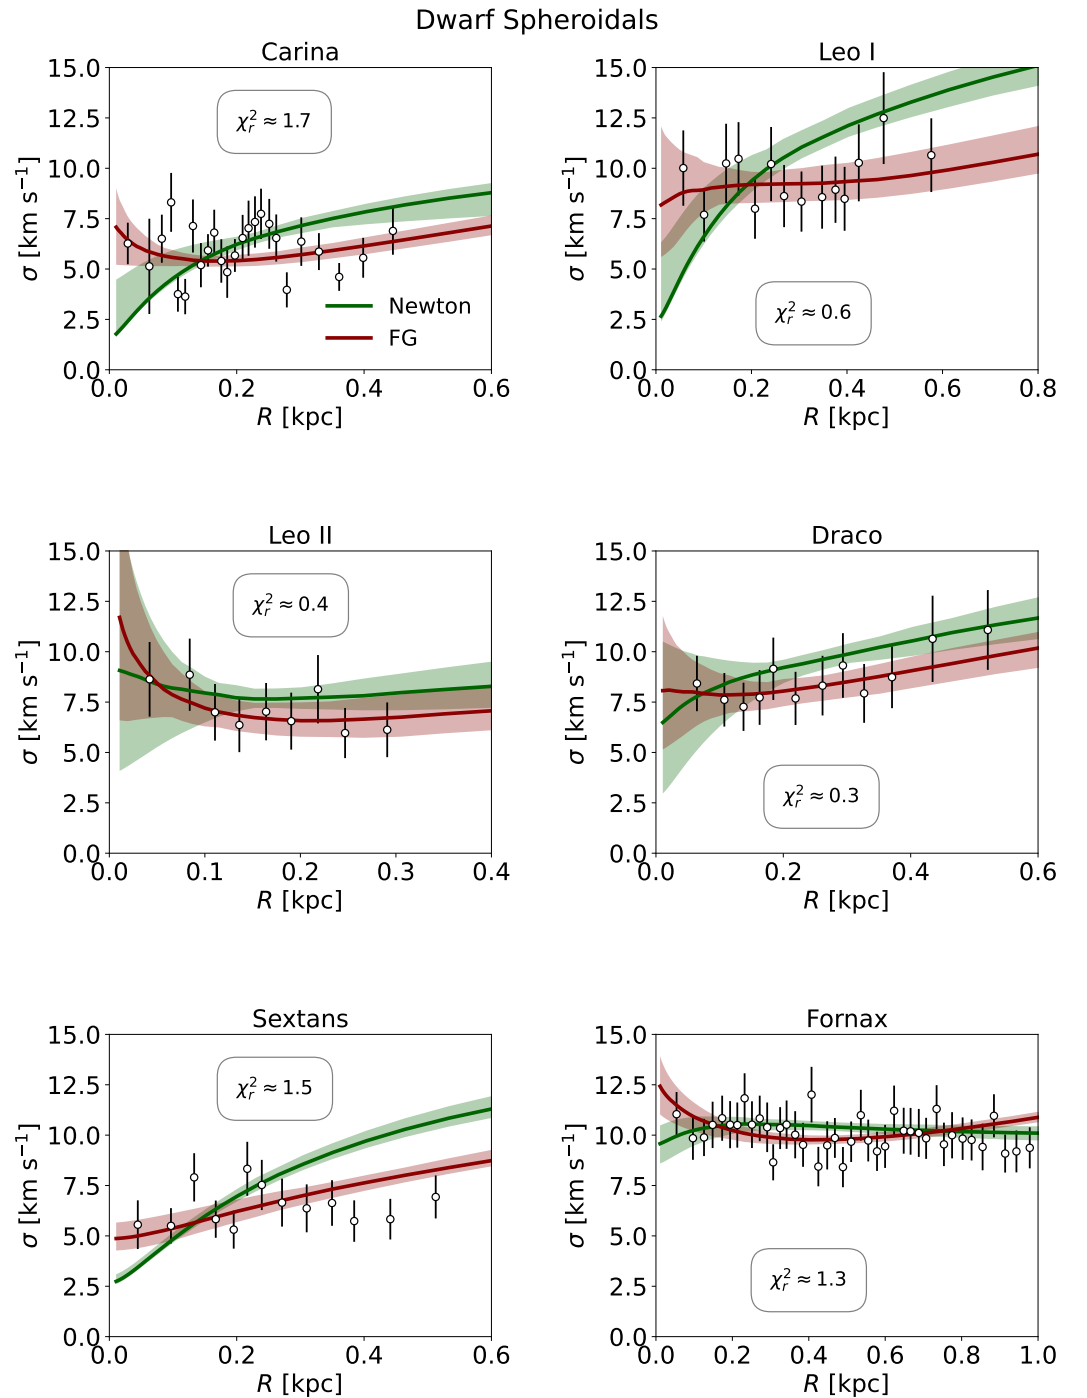 Dwarf Spheroidals
Carina
15.0
12.5
10.0
7.5
5.0
2.5
0.0
σ [km s⁻¹]
χ²ᵣ ≈ 1.7
Newton
FG
0.0 0.2 0.4 0.6
R [kpc]
Leo I
15.0
12.5
10.0
7.5
5.0
2.5
0.0
σ [km s⁻¹]
χ²ᵣ ≈ 0.6
0.0 0.2 0.4 0.6 0.8
R [kpc]
Leo II
15.0
12.5
10.0
7.5
5.0
2.5
0.0
σ [km s⁻¹]
χ²ᵣ ≈ 0.4
0.0 0.1 0.2 0.3 0.4
R [kpc]
Draco
15.0
12.5
10.0
7.5
5.0
2.5
0.0
σ [km s⁻¹]
χ²ᵣ ≈ 0.3
0.0 0.2 0.4 0.6
R [kpc]
Sextans
15.0
12.5
10.0
7.5
5.0
2.5
0.0
σ [km s⁻¹]
χ²ᵣ ≈ 1.5
0.0 0.2 0.4 0.6
R [kpc]
Fornax
15.0
12.5
10.0
7.5
5.0
2.5
0.0
σ [km s⁻¹]
χ²ᵣ ≈ 1.3
0.0 0.2 0.4 0.6 0.8 1.0
R [kpc]